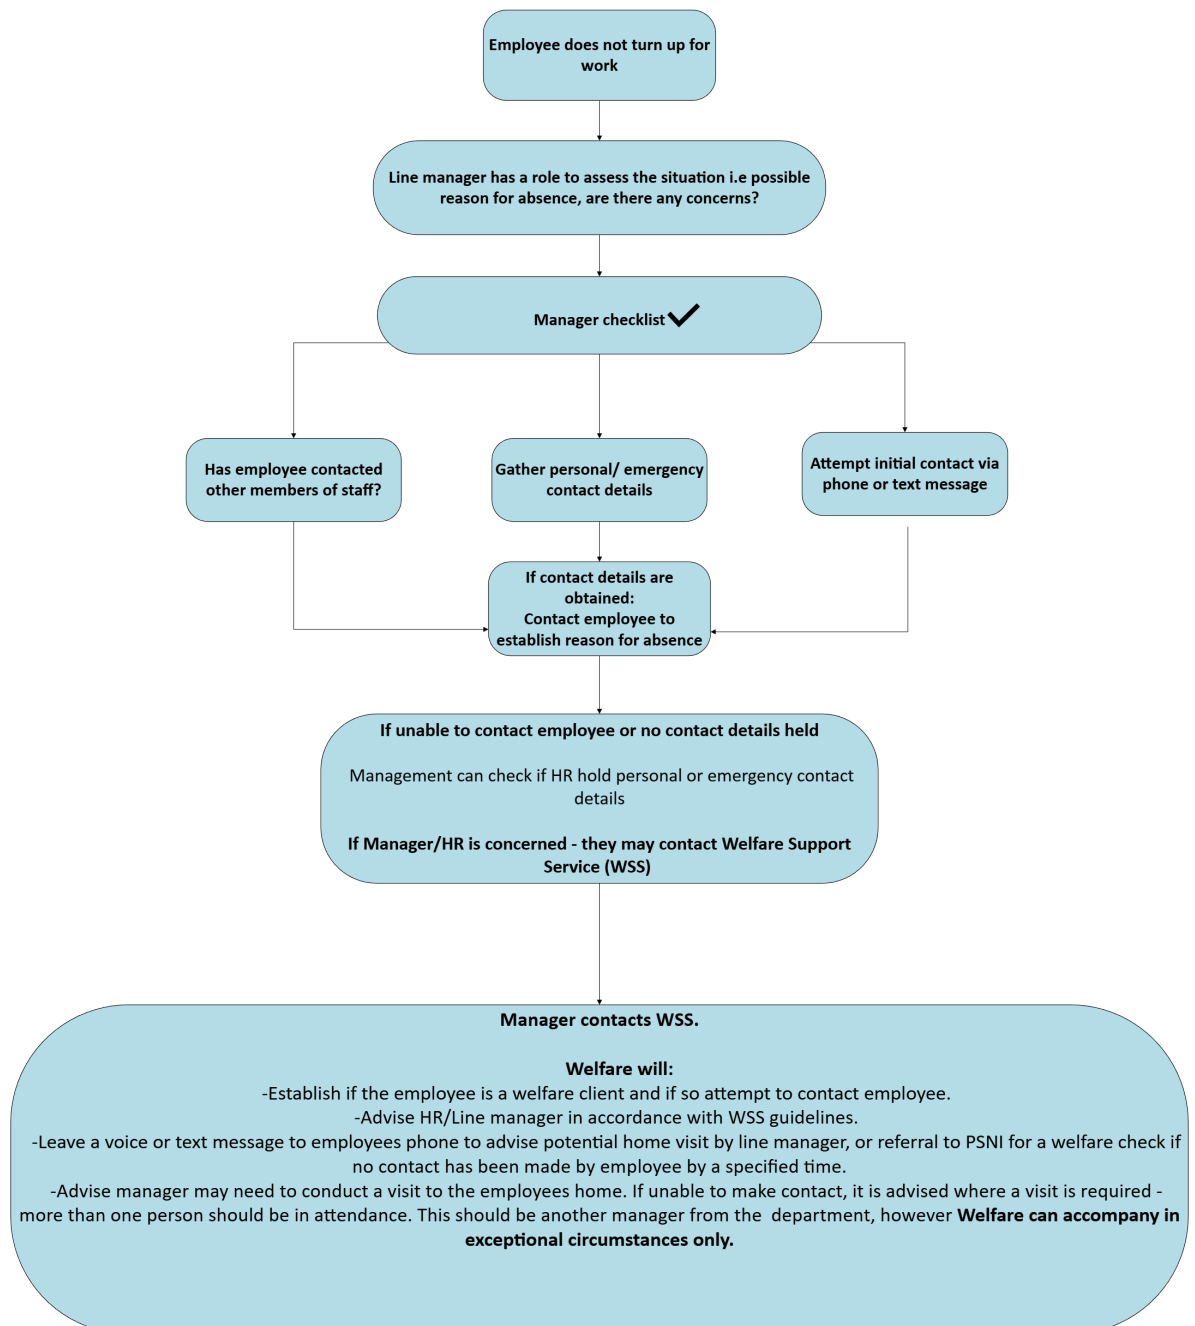 Employee does not turn up for
work
Line manager has a role to assess the situation i.e possible
reason for absence, are there any concerns?
Manager checklist
Has employee contacted
other members of staff?
Gather personal/ emergency
contact details
Attempt initial contact via
phone or text message
If contact details are
obtained:
Contact employee to
establish reason for absence
If unable to contact employee or no contact details held
Management can check if HR hold personal or emergency contact
details
If Manager/HR is concerned - they may contact Welfare Support
Service (WSS)
Manager contacts WSS.
Welfare will:
-Establish if the employee is a welfare client and if so attempt to contact employee.
-Advise HR/Line manager in accordance with WSS guidelines.
-Leave a voice or text message to employees phone to advise potential home visit by line manager, or referral to PSNI for a welfare check if
no contact has been made by employee by a specified time.
-Advise manager may need to conduct a visit to the employees home. If unable to make contact, it is advised where a visit is required -
more than one person should be in attendance. This should be another manager from the  department, however Welfare can accompany in
exceptional circumstances only.